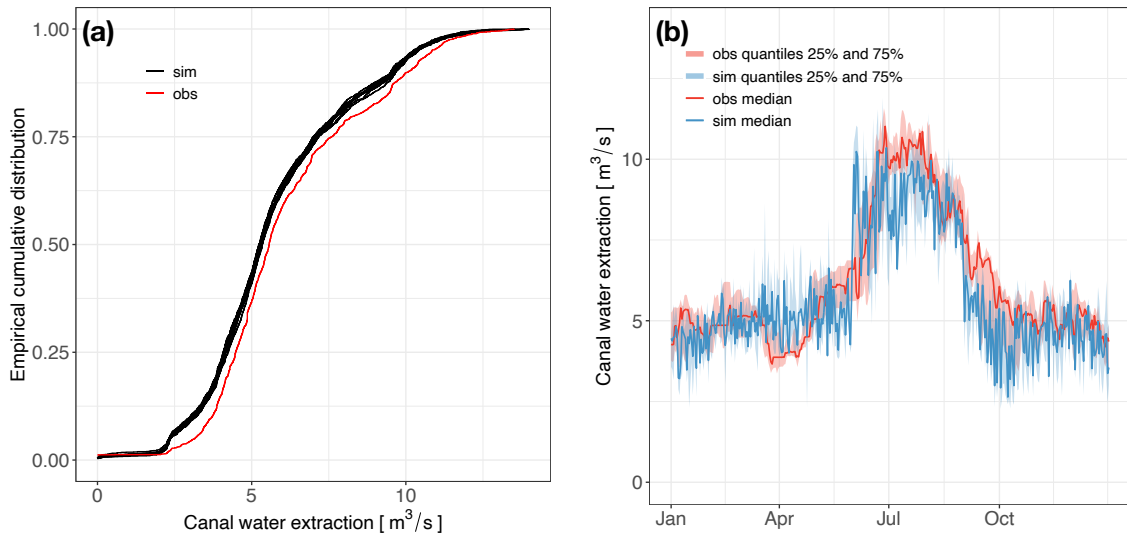 (a)
sim
obs
Empirical cumulative distribution
1.00
0.75
0.50
0.25
0.00
0
5
10
Canal water extraction [ m³/s ]
(b)
obs quantiles 25% and 75%
sim quantiles 25% and 75%
obs median
sim median
Canal water extraction [ m³/s ]
10
5
0
Jan
Apr
Jul
Oct